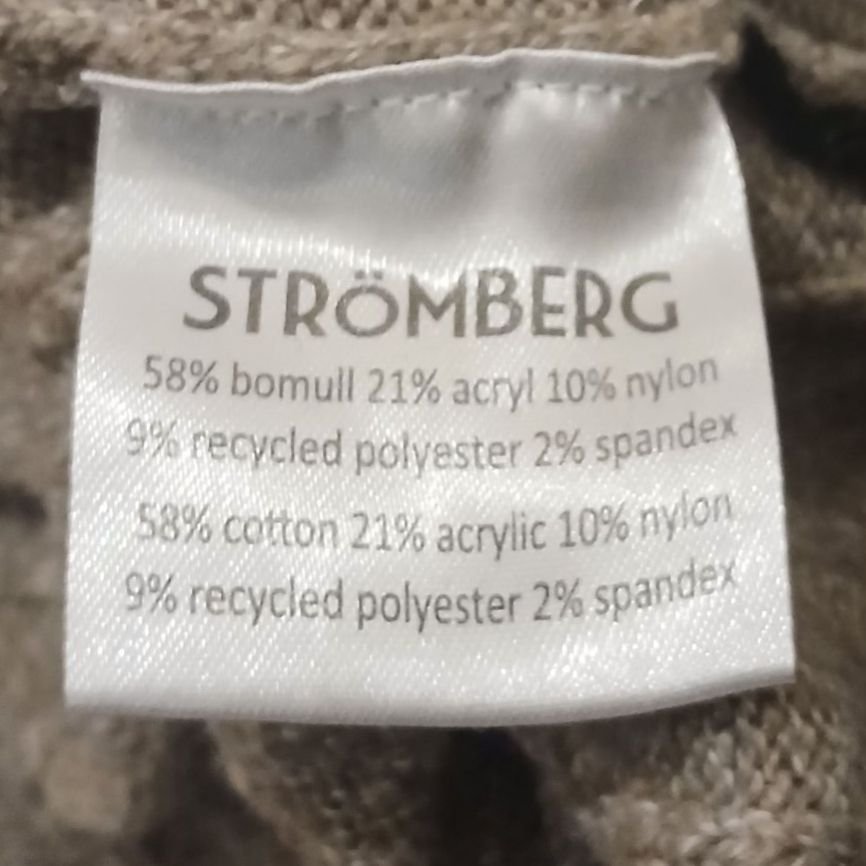 STRÖMBERG
58% bomull 21% acryl 10% nylon
9% recycled polyester 2% spandex
58% cotton 21% acrylic 10% nylon
9% recycled polyester 2% spandex